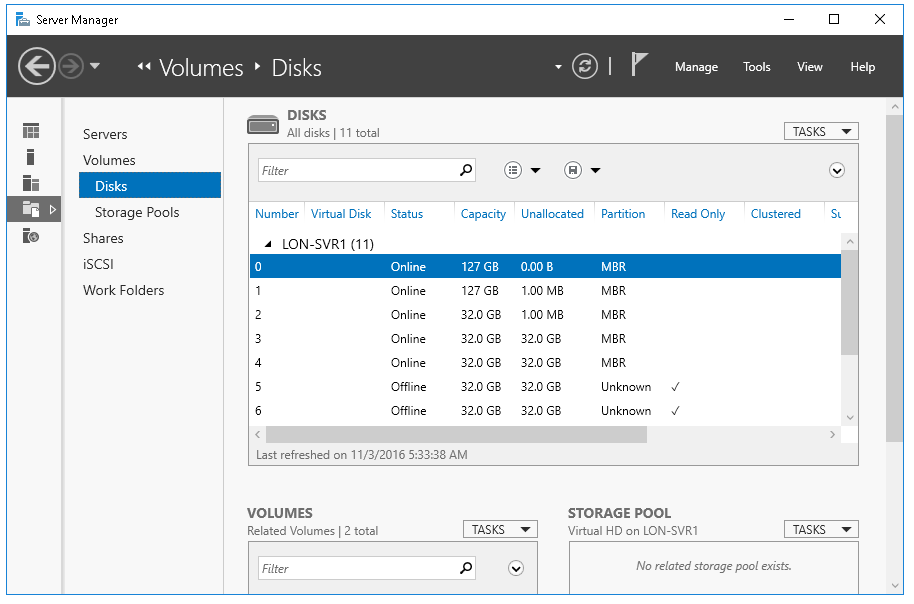 Server Manager
Volumes Disks
Manage Tools View Help
Servers
Volumes
Disks
Storage Pools
Shares
iSCSI
Work Folders
DISKS
All disks | 11 total
TASKS
Filter
Number Virtual Disk Status Capacity Unallocated Partition Read Only Clustered Su
LON-SVR1 (11)
0 Online 127 GB 0.00 B MBR
1 Online 127 GB 1.00 MB MBR
2 Online 32.0 GB 1.00 MB MBR
3 Online 32.0 GB 32.0 GB MBR
4 Online 32.0 GB 32.0 GB MBR
5 Offline 32.0 GB 32.0 GB Unknown ✓
6 Offline 32.0 GB 32.0 GB Unknown ✓
Last refreshed on 11/3/2016 5:33:38 AM
VOLUMES
Related Volumes | 2 total
TASKS
Filter
STORAGE POOL
Virtual HD on LON-SVR1
TASKS
No related storage pool exists.